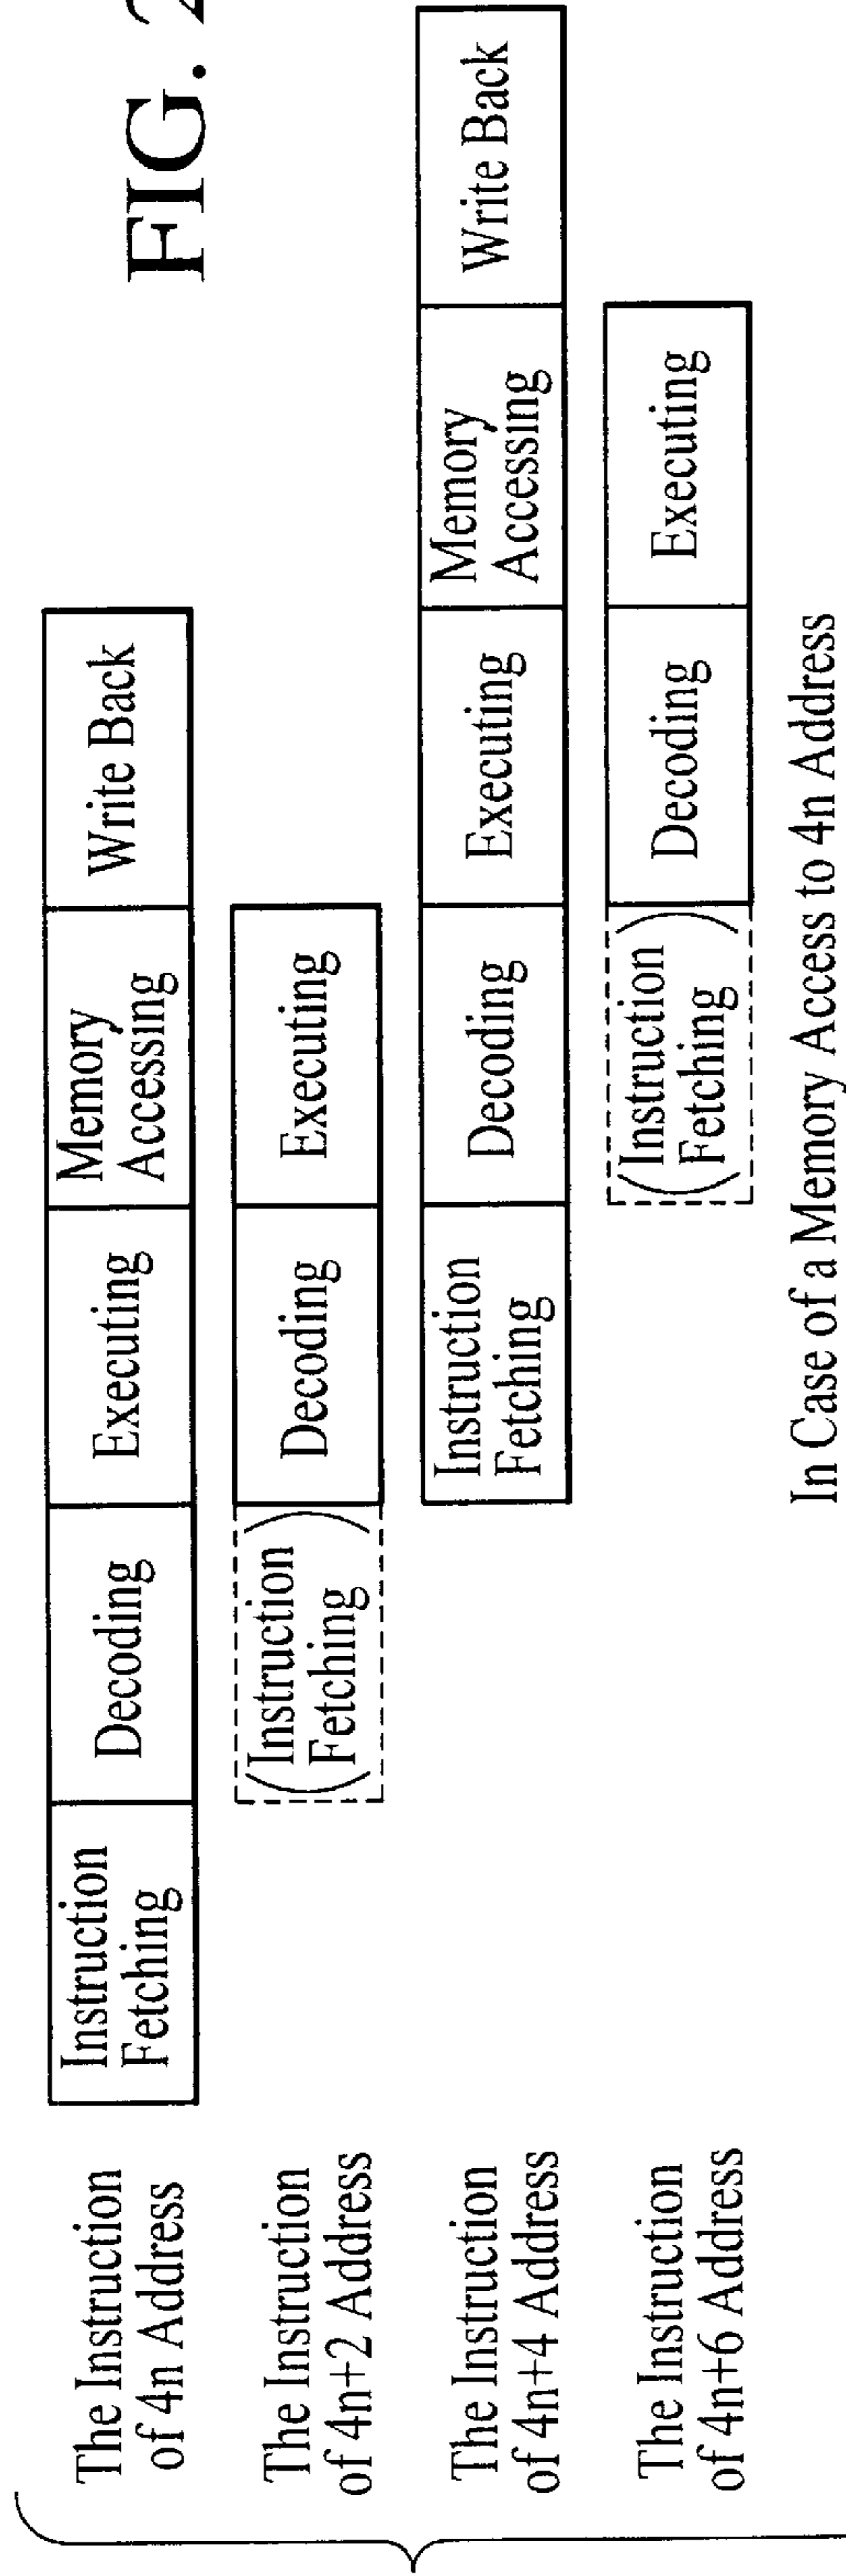 FIG. 2
The Instruction
of 4n Address
Instruction
Fetching
Decoding
Executing
Memory
Accessing
Write Back
The Instruction
of 4n+2 Address
(Instruction
Fetching)
Decoding
Executing
The Instruction
of 4n+4 Address
Instruction
Fetching
Decoding
Executing
Memory
Accessing
Write Back
The Instruction
of 4n+6 Address
(Instruction
Fetching)
Decoding
Executing
In Case of a Memory Access to 4n Address